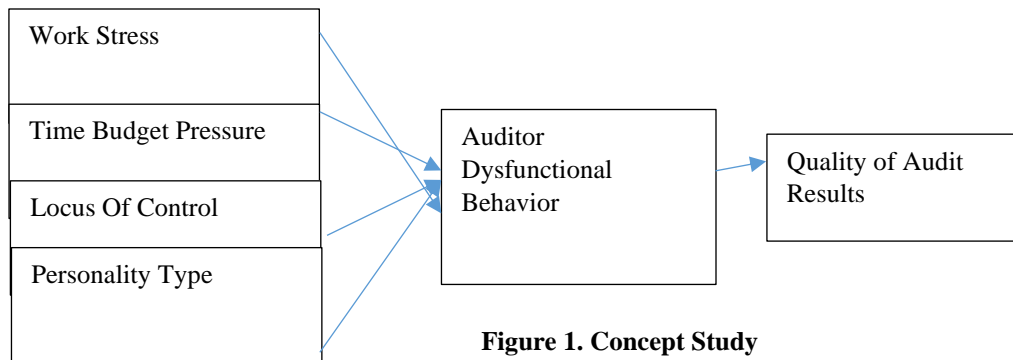 Work Stress
Time Budget Pressure
Locus Of Control
Personality Type
Auditor
Dysfunctional
Behavior
Quality of Audit
Results
Figure 1. Concept Study